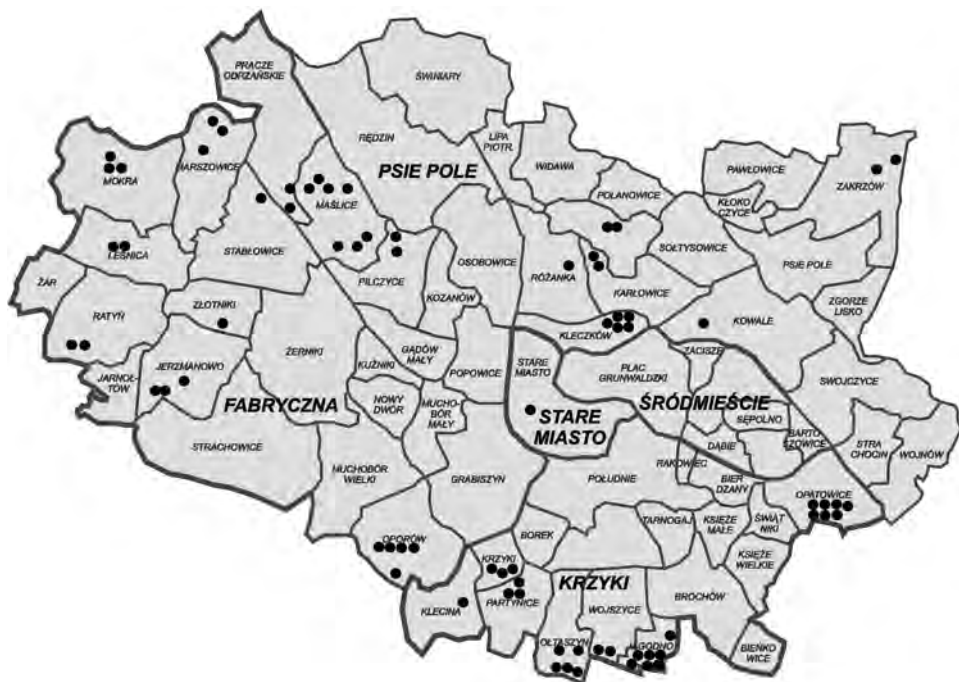 PRACZE
ODRZAŃSKIE
ŚWINIARY
RĘDZIN
LIPA
PIOTR.
WIDAWA
PSIE POLE
POLANOWICE
PAWŁOWICE
KŁOKO
CZYCE
ZAKRZÓW
MOKRA
MARSZOWICE
MAŚLICE
LEŚNICA
STABŁOWICE
PILCZYCE
OSOBOWICE
RÓŻANKA
KARŁOWICE
SOŁTYSOWICE
PSIE POLE
ŻAR
RATYŃ
ZŁOTNIKI
KOZANÓW
KLECZKÓW
KOWALE
ZGORZE
LISKO
JERZMANOWO
JARNOŁ-
TÓW
ŻERNIKI
KUŹNIKI
GĄDÓW
MAŁY
POPOWICE
STARE
MIASTO
PLAC
GRUNWALDZKI
ZACISZE
SWOJCZYCE
FABRYCZNA
NOWY
DWÓR
MUCHO-
BÓR
MAŁY
STARE
MIASTO
ŚRÓDMIEŚCIE
SĘPOLNO
BARTO-
SZOWICE
STRA
CHOCIN
WOJNÓW
STRACHOWICE
MUCHOBÓR
WIELKI
GRABISZYN
POŁUDNIE
RAKOWIEC
DĄBIE
BIER
DZANY
OPATOWICE
OPORÓW
BOREK
TARNOGAJ
KSIĘŻE
MAŁE
ŚWIĄT
NIKI
KSIĘŻE
WIELKIE
KRZYKI
KRZYKI
KLECINA
PARTYNICE
WOJSZYCE
BROCHÓW
OŁTASZYN
JAGODNO
BIEŃKO
WICE